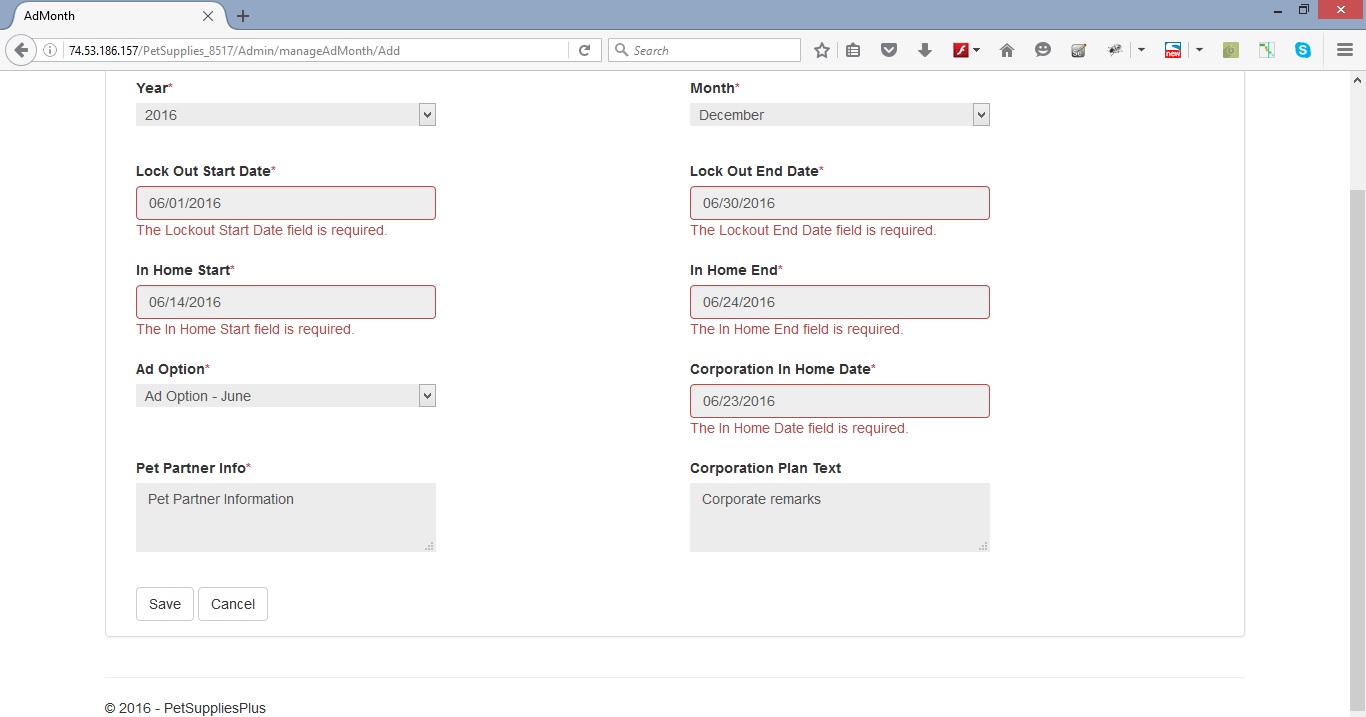 AdMonth
74.53.186.157/PetSupplies_8517/Admin/manageAdMonth/Add
Search
new
S
Year* Month*
2016 December
Lock Out Start Date* Lock Out End Date*
06/01/2016 06/30/2016
The Lockout Start Date field is required. The Lockout End Date field is required.
In Home Start* In Home End*
06/14/2016 06/24/2016
The In Home Start field is required. The In Home End field is required.
Ad Option* Corporation In Home Date*
Ad Option - June 06/23/2016
The In Home Date field is required.
Pet Partner Info* Corporation Plan Text
Pet Partner Information Corporate remarks
Save Cancel
© 2016 - PetSuppliesPlus